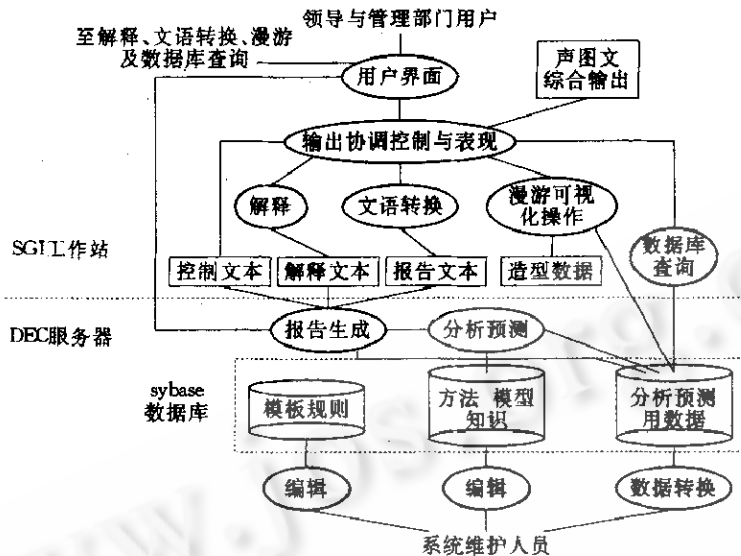 领导与管理部门用户
至解释、文语转换、漫游
及数据库查询
用户界面
声图文
综合输出
输出协调控制与表现
解释
文语转换
漫游可视
化操作
SGI工作站
数据库
查询
控制文本
解释文本
报告文本
造型数据
DEC服务器
报告生成
分析预测
sybase
数据库
模板规则
方法 模型
知识
分析预测
用数据
编辑
编辑
数据转换
系统维护人员